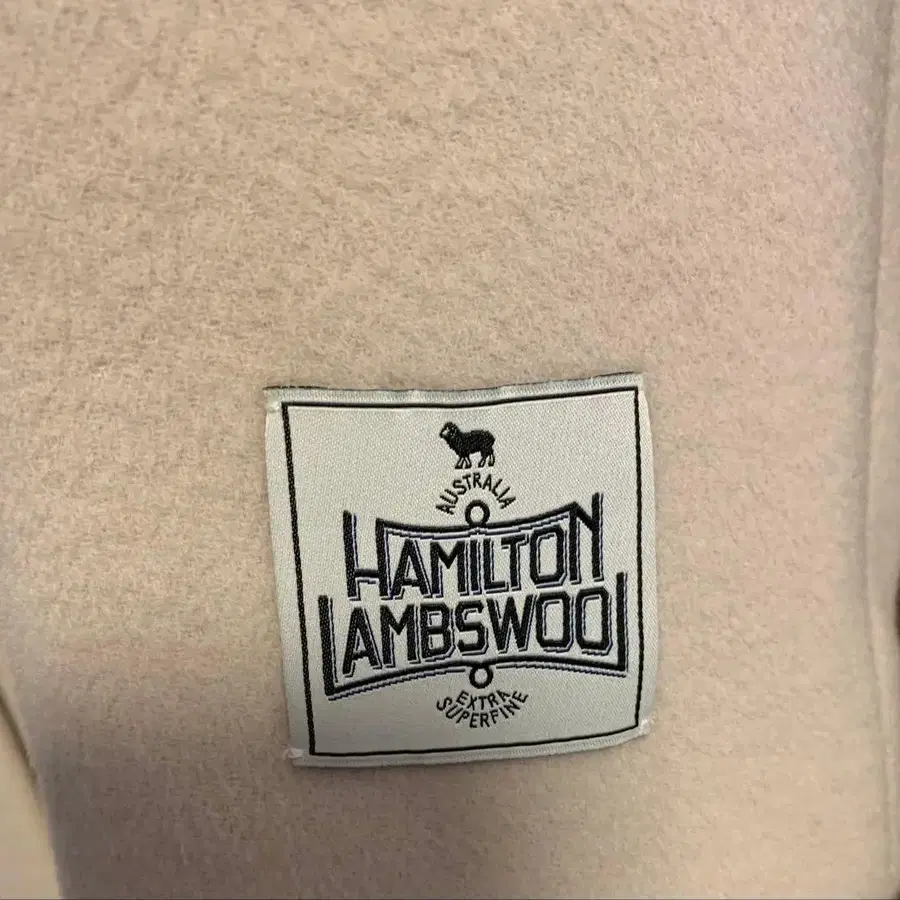 AUSTRALIA
HAMILTON
LAMBSWOOL
EXTRA
SUPERFINE